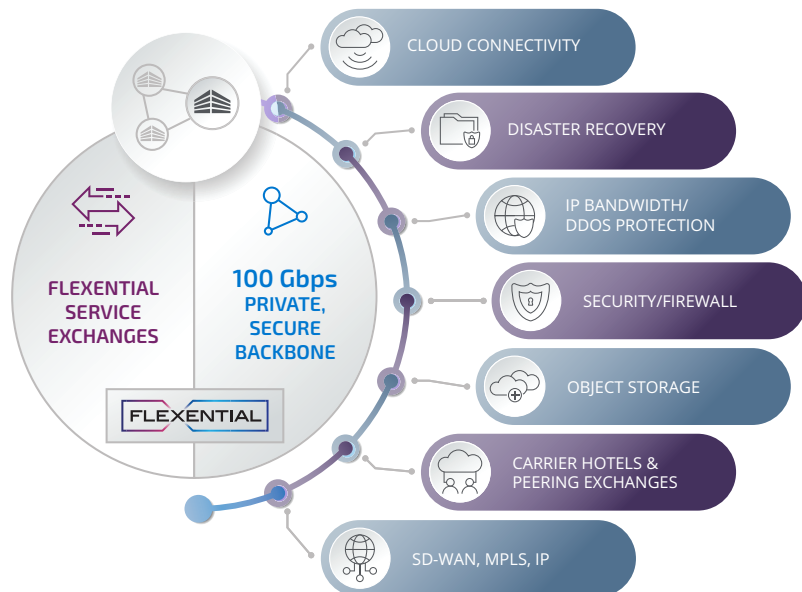 CLOUD CONNECTIVITY
DISASTER RECOVERY
IP BANDWIDTH/
DDOS PROTECTION
SECURITY/FIREWALL
OBJECT STORAGE
CARRIER HOTELS &
PEERING EXCHANGES
SD-WAN, MPLS, IP
FLEXENTIAL
SERVICE
EXCHANGES
100 Gbps
PRIVATE,
SECURE
BACKBONE
FLEXENTIAL